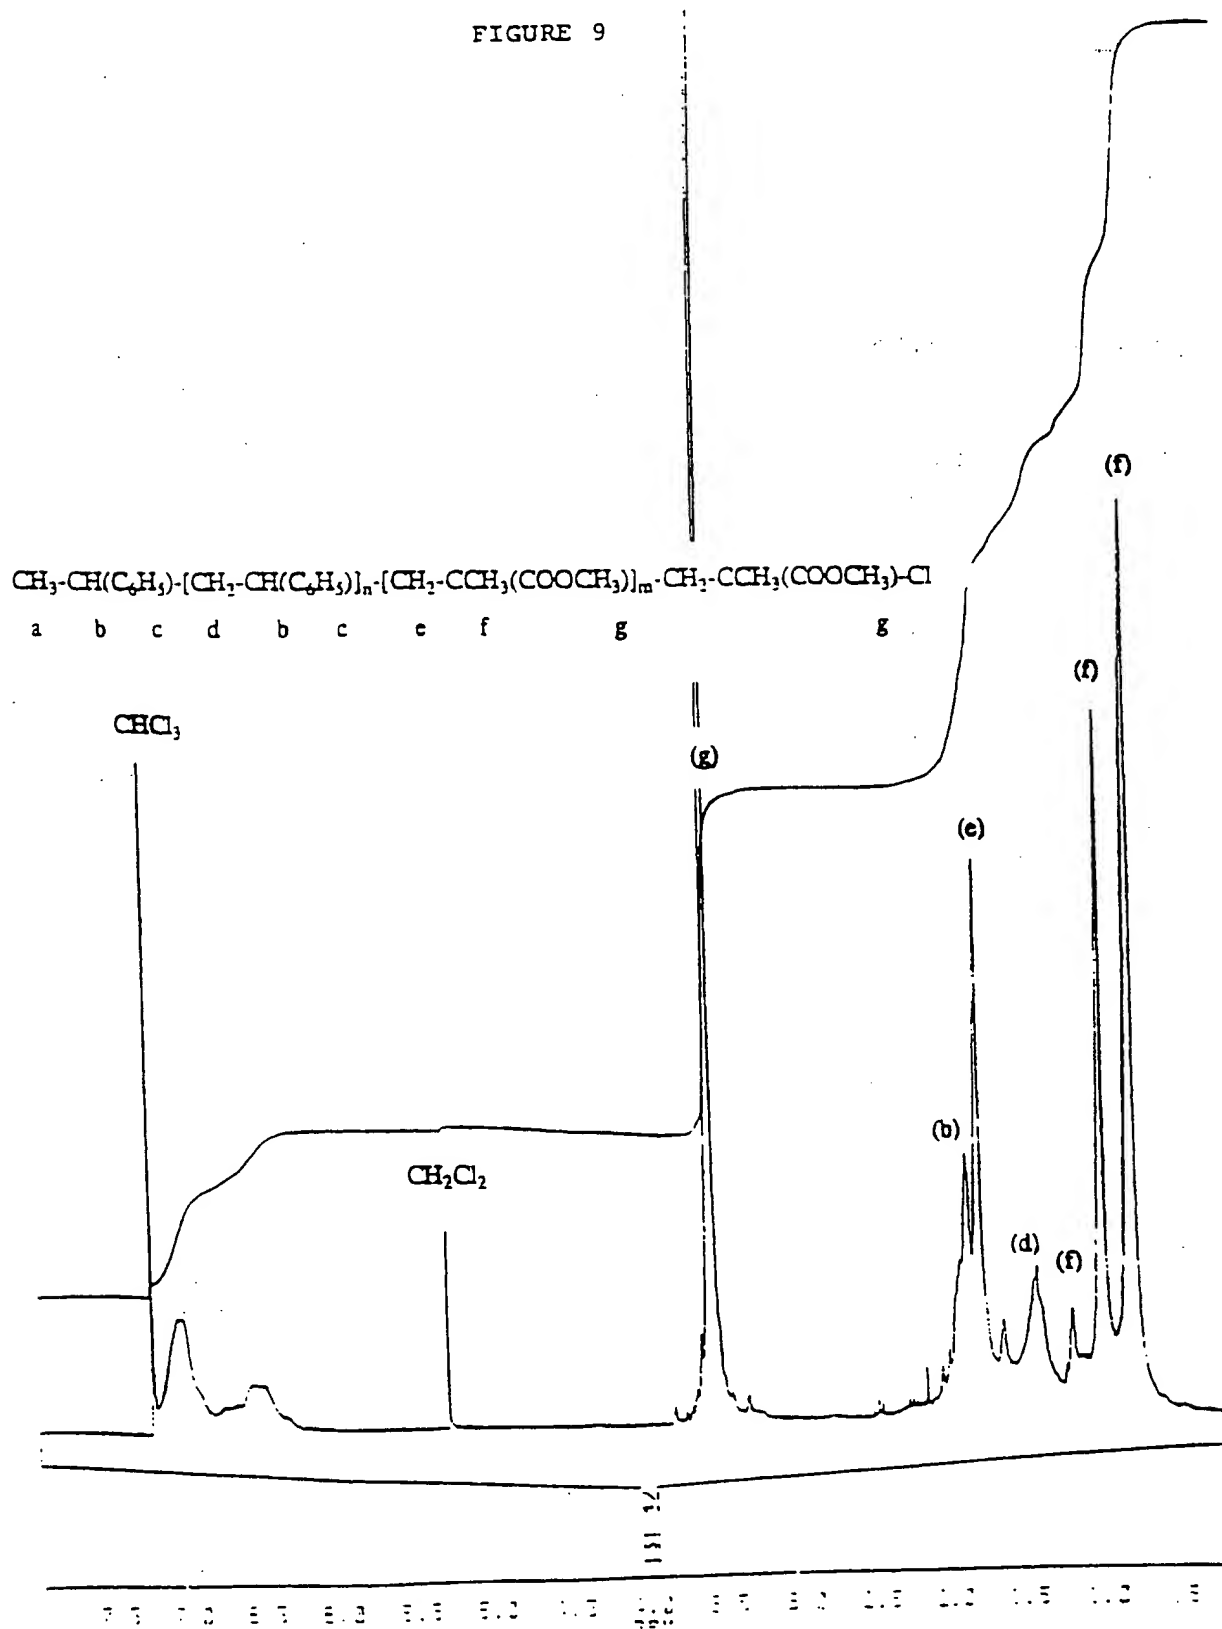 FIGURE 9
(f)
CH₃-CH(C₆H₅)-[CH₂-CH(C₆H₅)]ₙ-[CH₂-CCH₃(COOCH₃)]ₘ-CH₂-CCH₃(COOCH₃)-Cl
a b c d b c e f g g
(f)
CHCl₃
(g)
(e)
(b)
CH₂Cl₂
(d) (f)